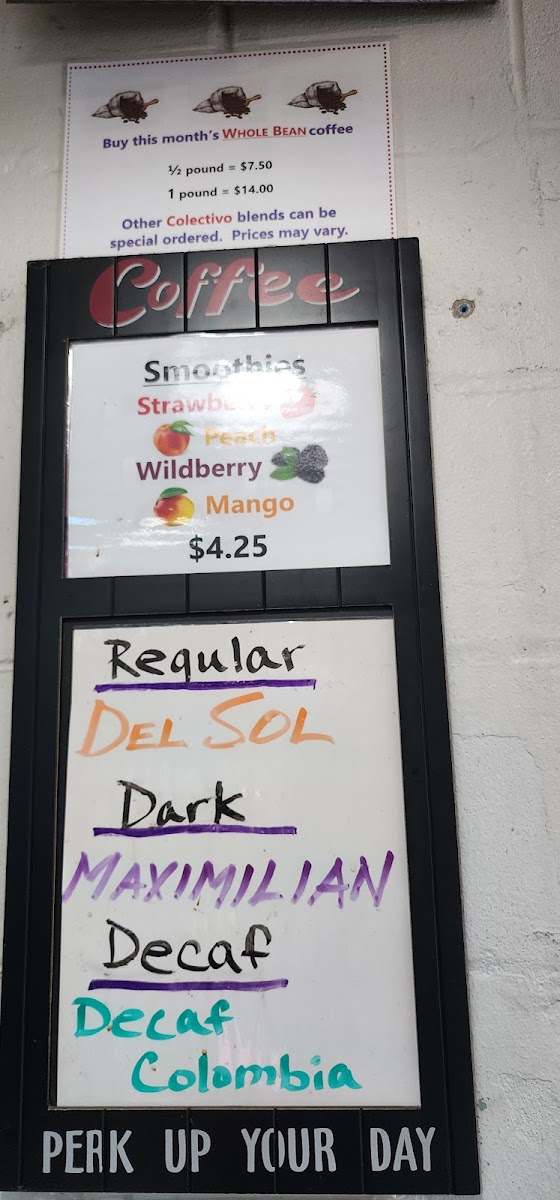 Buy this month's WHOLE BEAN coffee
½ pound = $7.50
1 pound = $14.00
Other Colectivo blends can be
special ordered. Prices may vary.
Coffee
Smoothies
Strawberry
Peach
Wildberry
Mango
$4.25
Regular
DEL SOL
Dark
MAXIMILIAN
Decaf
Decaf
Colombia
PERK UP YOUR DAY